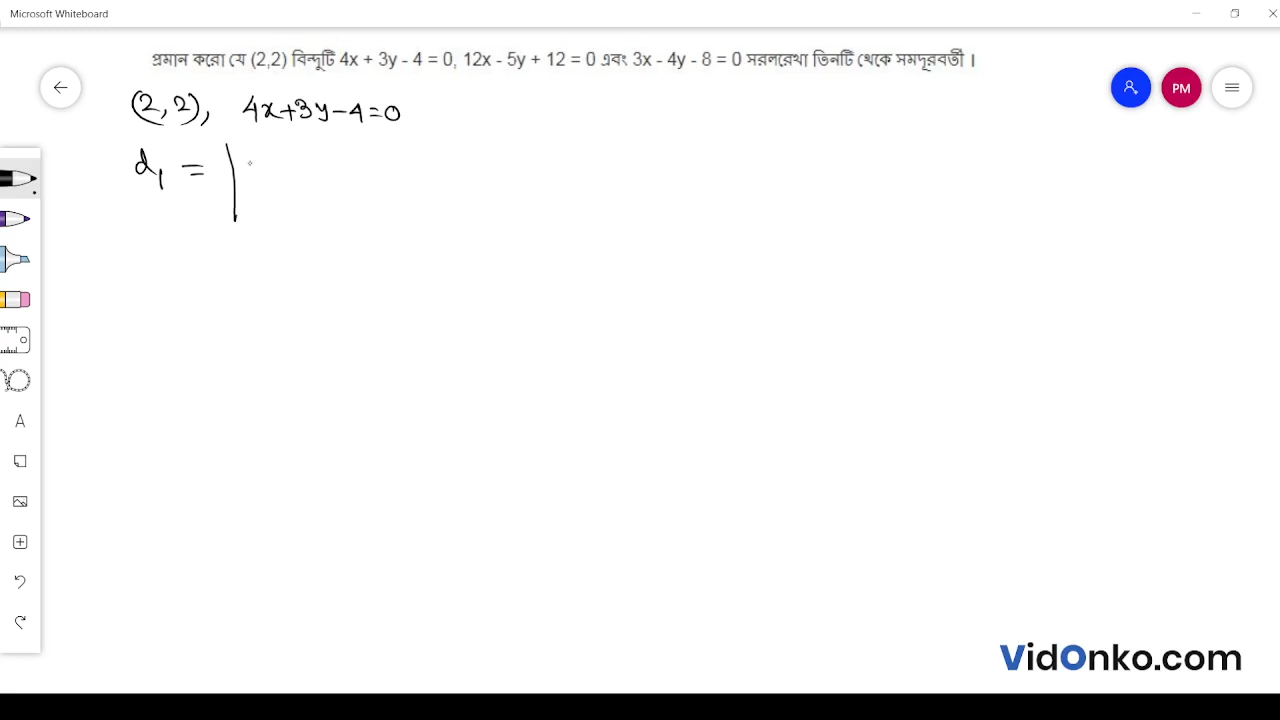 Microsoft Whiteboard
প্রমান করো যে (2,2) বিন্দুটি 4x + 3y - 4 = 0, 12x - 5y + 12 = 0 এবং 3x - 4y - 8 = 0 সরলরেখা তিনটি থেকে সমদূরবর্তী ।
(2,2), 4x+3y-4=0
d₁ = |
PM
A
VidOnko.com